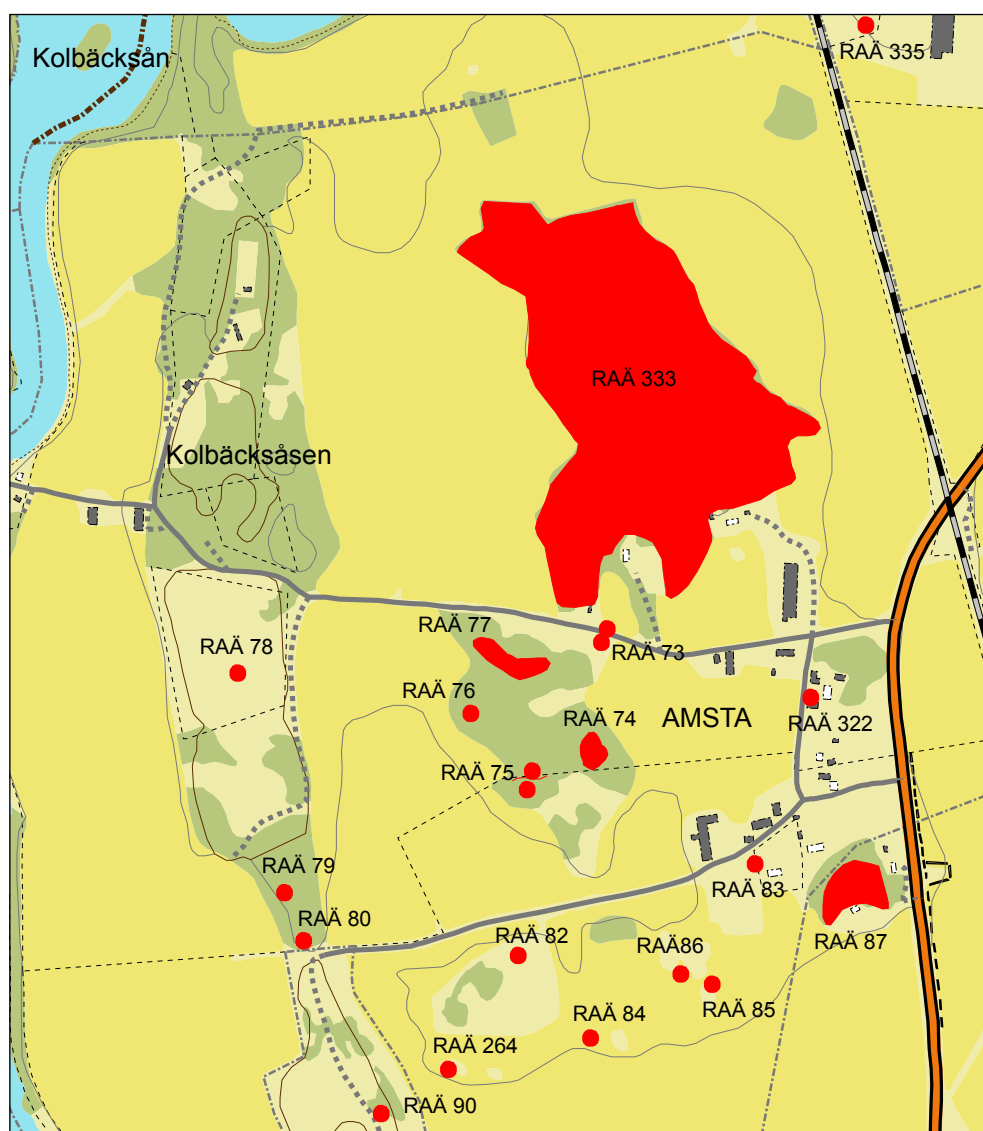 Kolbäcksån
RAÄ 335
RAÄ 333
Kolbäcksåsen
RAÄ 77
RAÄ 73
RAÄ 78
RAÄ 76
RAÄ 74
AMSTA
RAÄ 322
RAÄ 75
RAÄ 79
RAÄ 83
RAÄ 80
RAÄ 82
RAÄ86
RAÄ 87
RAÄ 85
RAÄ 84
RAÄ 264
RAÄ 90